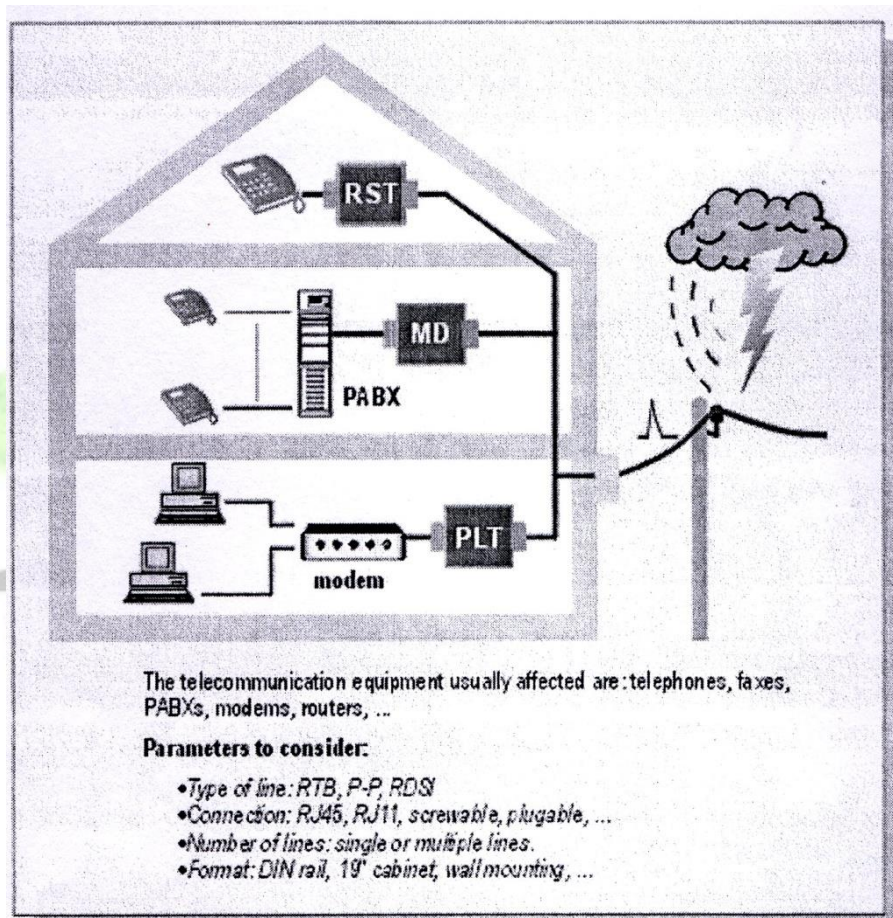 RST
MD
PABX
PLT
modem
The telecommunication equipment usually affected are: telephones, faxes,
PABXs, modems, routers, ...
Parameters to consider:
•Type of line: RTB, P-P, RDSI
•Connection: RJ45, RJ11, screwable, plugable, ...
•Number of lines: single or multiple lines.
•Format: DIN rail, 19" cabinet, wall mounting, ...